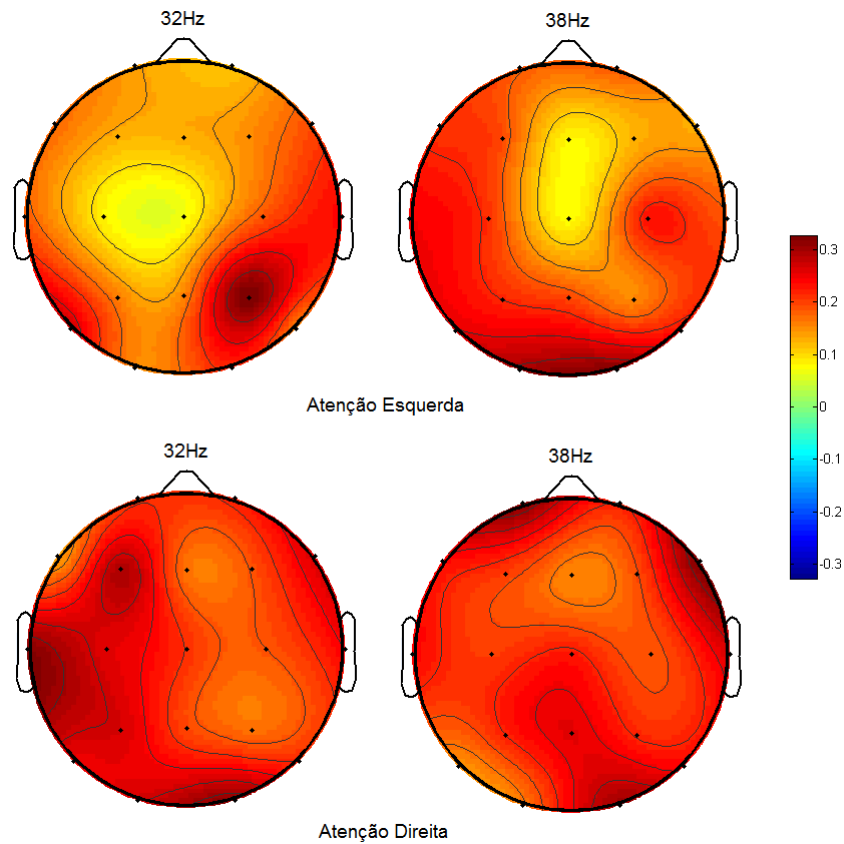 32Hz
38Hz
0.3
0.2
0.1
0
-0.1
-0.2
-0.3
Atenção Esquerda
32Hz
38Hz
Atenção Direita